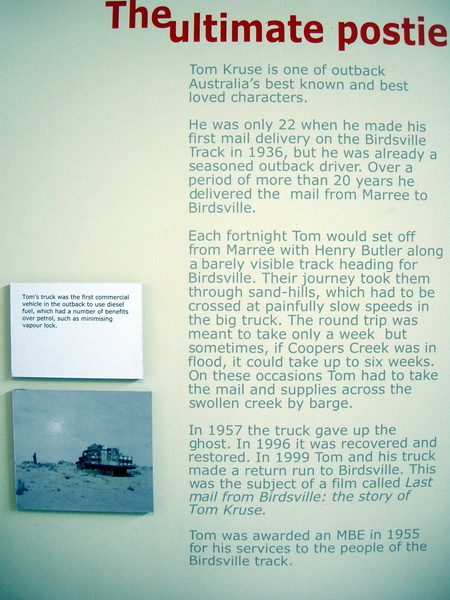 The ultimate postie
Tom Kruse is one of outback
Australia's best known and best
loved characters.
He was only 22 when he made his
first mail delivery on the Birdsville
Track in 1936, but he was already a
seasoned outback driver. Over a
period of more than 20 years he
delivered the mail from Marree to
Birdsville.
Each fortnight Tom would set off
from Marree with Henry Butler along
a barely visible track heading for
Birdsville. Their journey took them
through sand-hills, which had to be
crossed at painfully slow speeds in
the big truck. The round trip was
meant to take only a week but
sometimes, if Coopers Creek was in
flood, it could take up to six weeks.
On these occasions Tom had to take
the mail and supplies across the
swollen creek by barge.
In 1957 the truck gave up the
ghost. In 1996 it was recovered and
restored. In 1999 Tom and his truck
made a return run to Birdsville. This
was the subject of a film called Last
mail from Birdsville: the story of
Tom Kruse.
Tom was awarded an MBE in 1955
for his services to the people of the
Birdsville track.
Tom's truck was the first commercial
vehicle in the outback to use diesel
fuel, which had a number of benefits
over petrol, such as minimising
vapour lock.